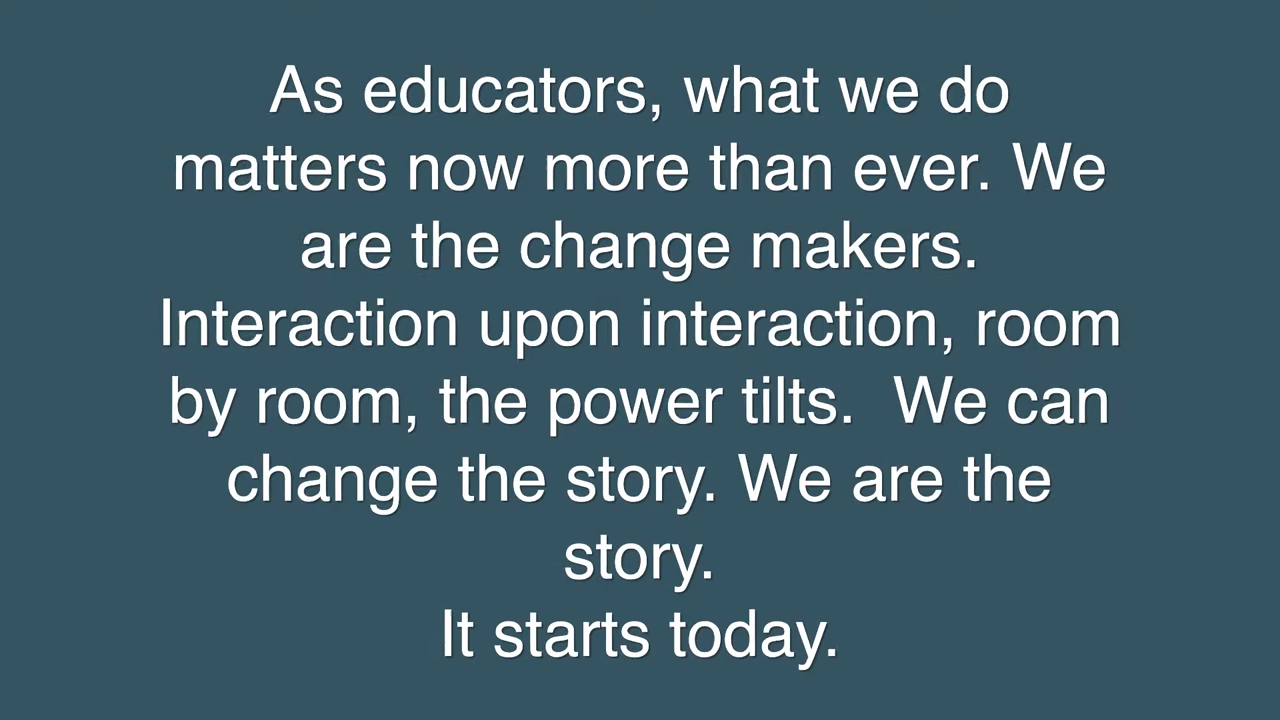 As educators, what we do
matters now more than ever. We
are the change makers.
Interaction upon interaction, room
by room, the power tilts.  We can
change the story. We are the
story.
It starts today.